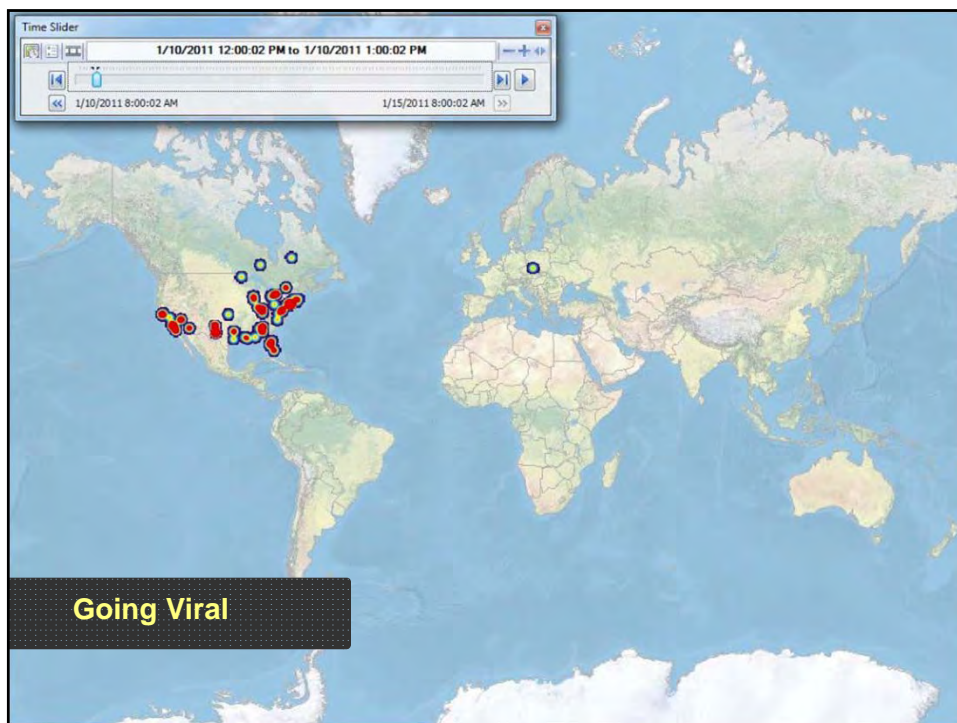 Time Slider
1/10/2011 12:00:02 PM to 1/10/2011 1:00:02 PM
1/10/2011 8:00:02 AM
1/15/2011 8:00:02 AM
Going Viral